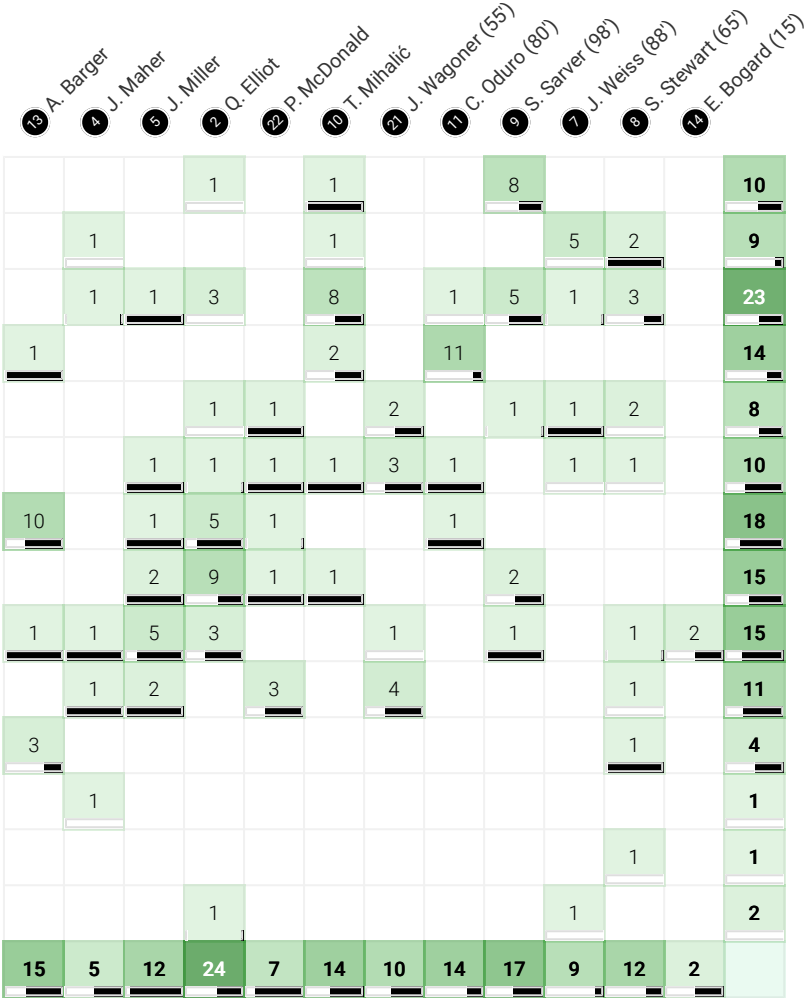 13 A. Barger
4 J. Maher
5 J. Miller
2 Q. Elliot
22 P. McDonald
10 T. Mihalić
21 J. Wagoner (55')
11 C. Oduro (80')
9 S. Sarver (98')
7 J. Weiss (88')
8 S. Stewart (65')
14 E. Bogard (15')
1 1 8 10
1 1 5 2 9
1 1 3 8 1 5 1 3 23
1 2 11 14
1 1 2 1 1 2 8
1 1 1 1 3 1 1 1 10
10 1 5 1 1 18
2 9 1 1 2 15
1 1 5 3 1 1 1 2 15
1 2 3 4 1 11
3 1 4
1 1
1 1
1 1 2
15 5 12 24 7 14 10 14 17 9 12 2